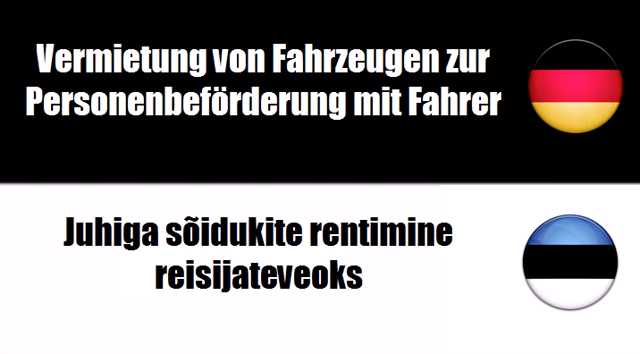 Vermietung von Fahrzeugen zur
Personenbeförderung mit Fahrer
Juhiga sõidukite rentimine
reisijateveoks